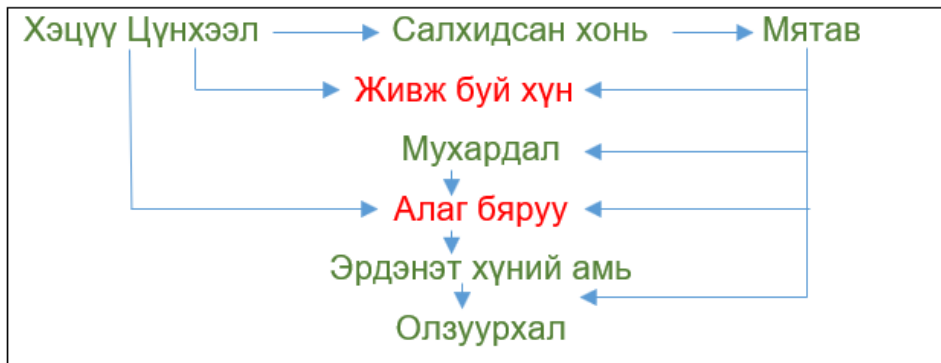 Хэцүү Цүнхээл Салхидсан хонь Мятав
Живж буй хүн
Мухардал
Алаг бяруу
Эрдэнэт хүний амь
Олзуурхал